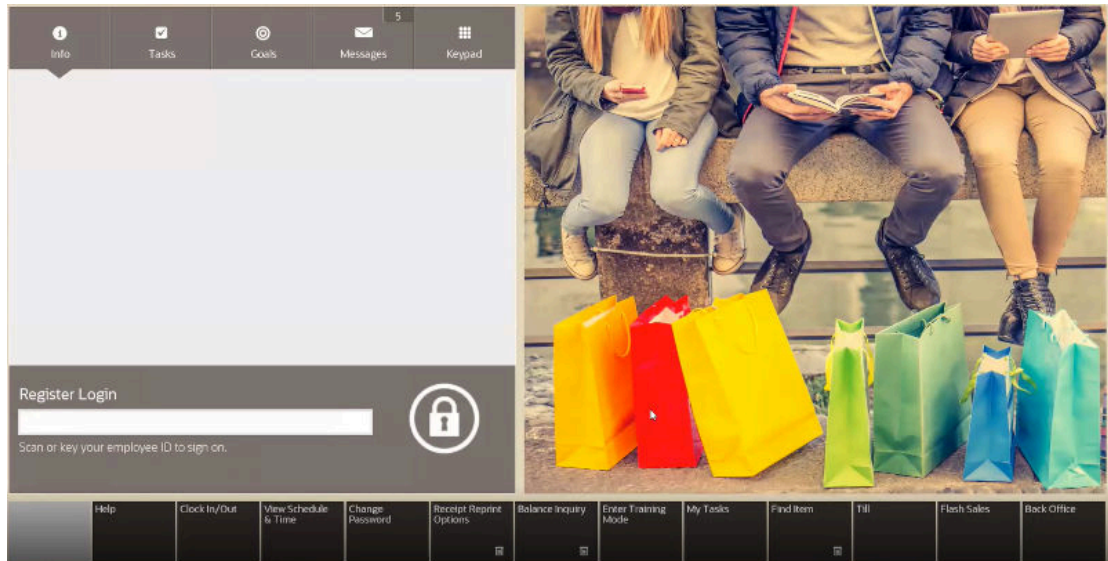 5
Info
Tasks
Goals
Messages
Keypad
Register Login
Scan or key your employee ID to sign on.
Help
Clock In/Out
View Schedule
& Time
Change
Password
Receipt Reprint
Options
Balance Inquiry
Enter Training
Mode
My Tasks
Find Item
Till
Flash Sales
Back Office